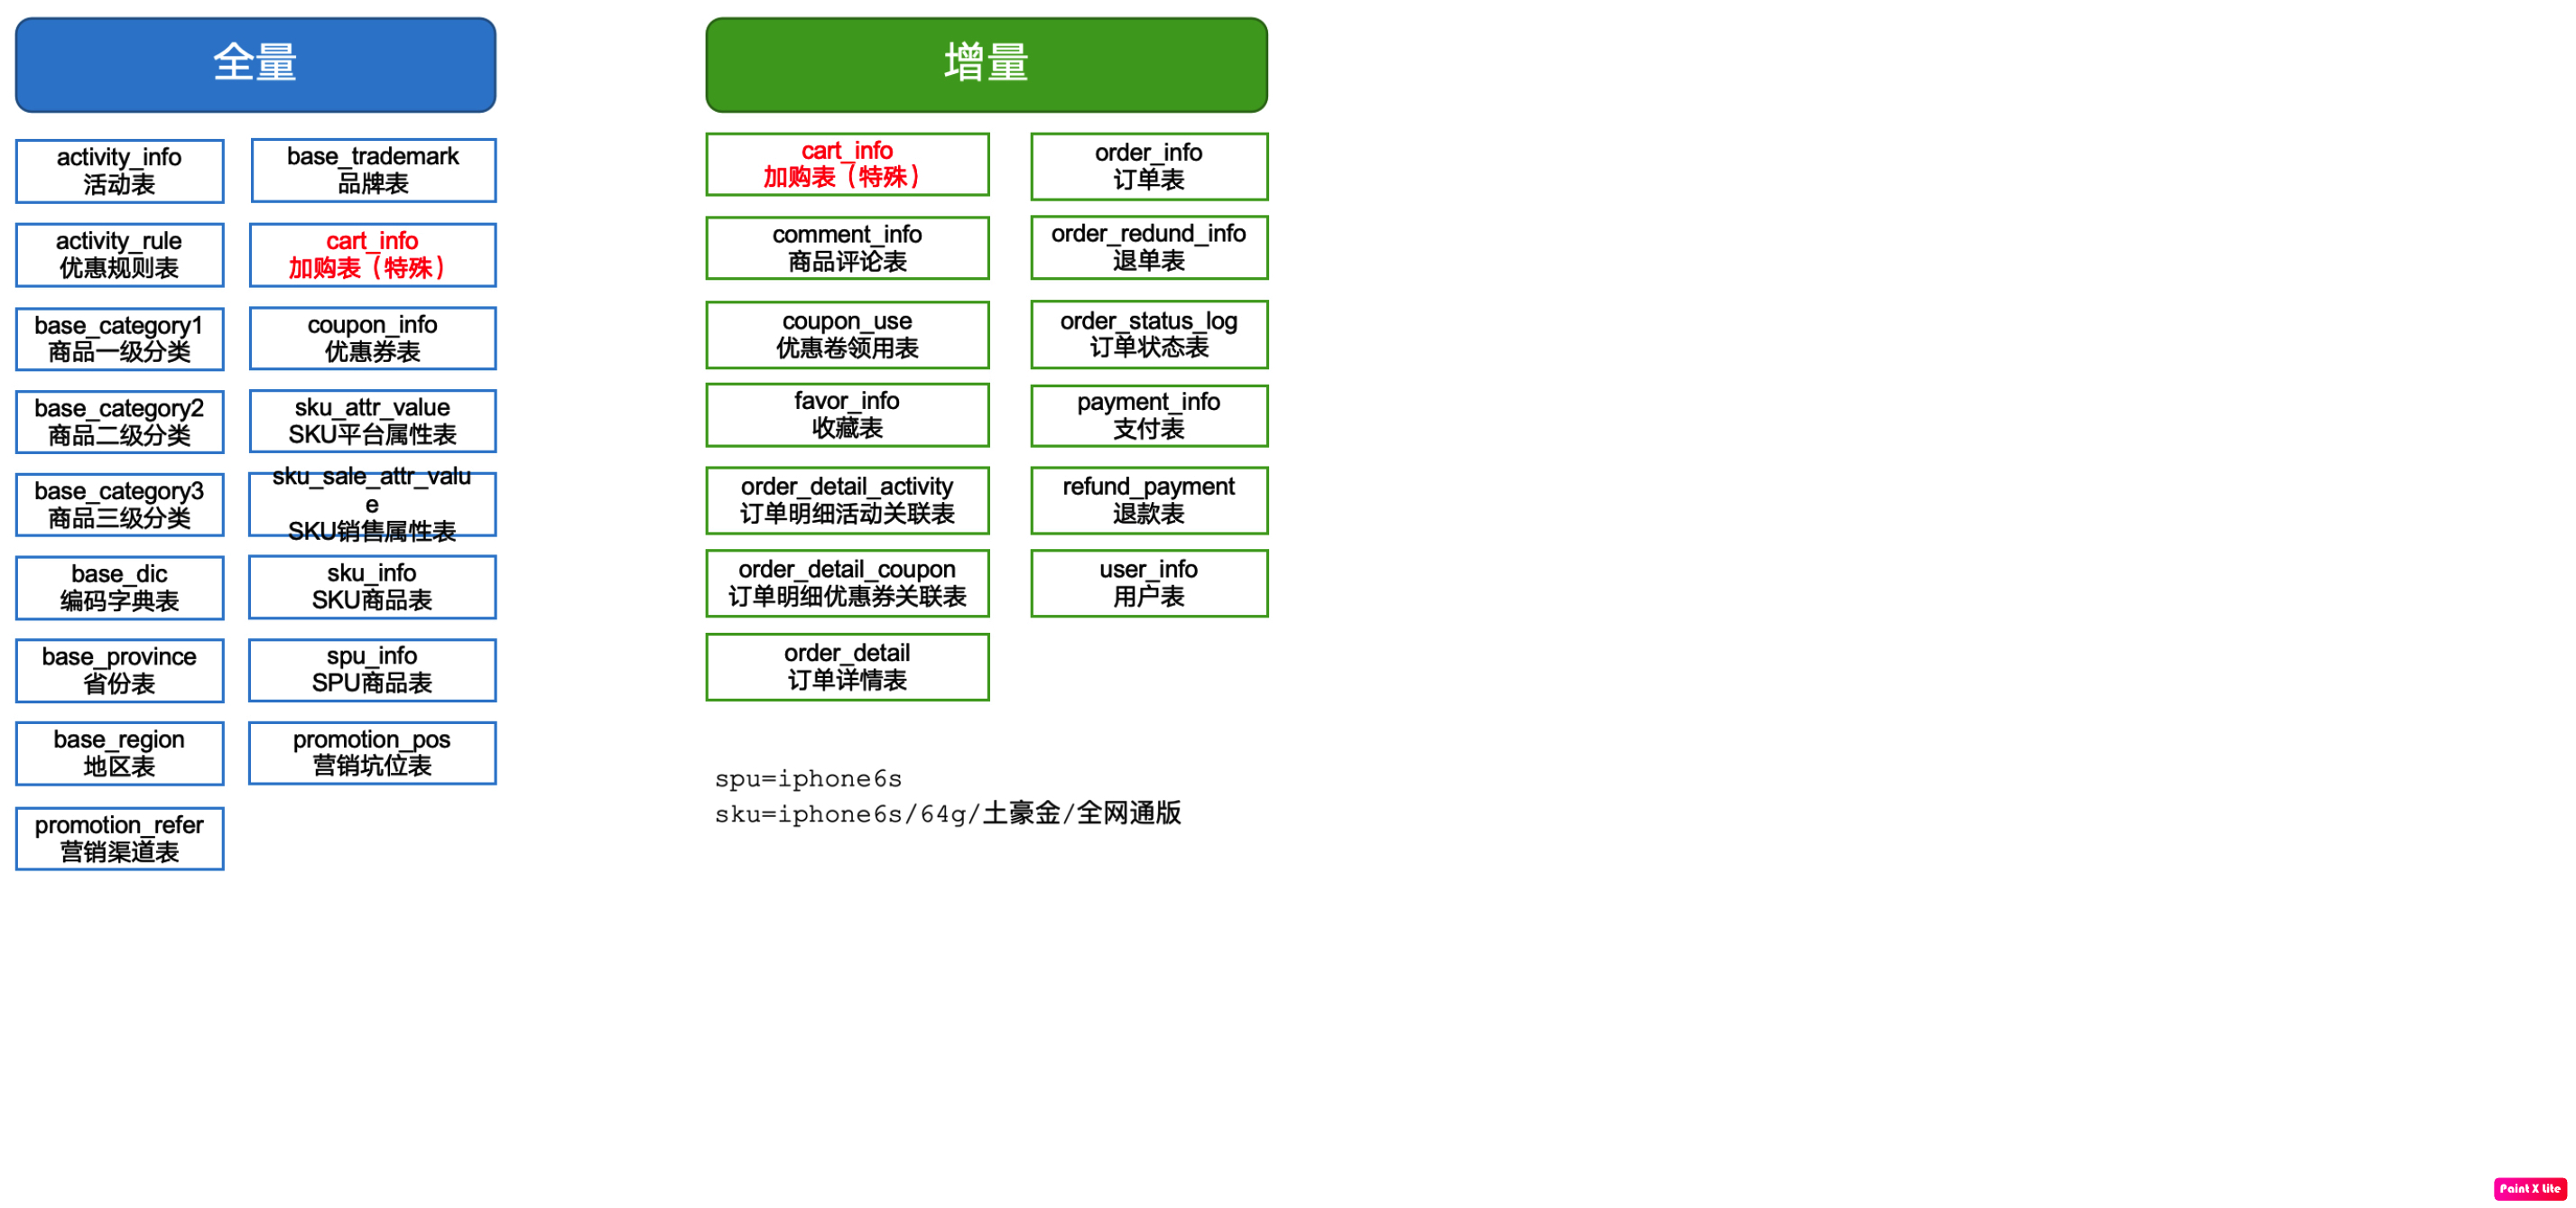 全量
activity_info
活动表
base_trademark
品牌表
activity_rule
优惠规则表
cart_info
加购表（特殊）
base_category1
商品一级分类
coupon_info
优惠券表
base_category2
商品二级分类
sku_attr_value
SKU平台属性表
base_category3
商品三级分类
sku_sale_attr_valu
e
SKU销售属性表
base_dic
编码字典表
sku_info
SKU商品表
base_province
省份表
spu_info
SPU商品表
base_region
地区表
promotion_pos
营销坑位表
promotion_refer
营销渠道表
增量
cart_info
加购表（特殊）
order_info
订单表
comment_info
商品评论表
order_redund_info
退单表
coupon_use
优惠卷领用表
order_status_log
订单状态表
favor_info
收藏表
payment_info
支付表
order_detail_activity
订单明细活动关联表
refund_payment
退款表
order_detail_coupon
订单明细优惠券关联表
user_info
用户表
order_detail
订单详情表
spu=iphone6s
sku=iphone6s/64g/土豪金/全网通版
Paint X Lite